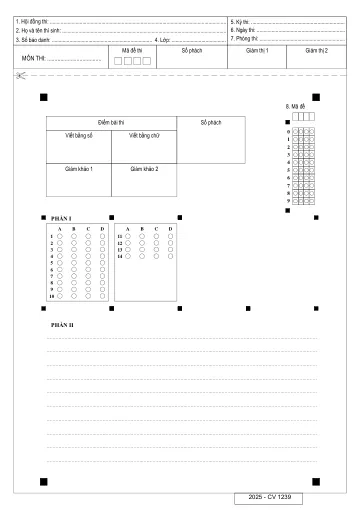 1. Hội đồng thi: ................ 5. Kỳ thi: ................
2. Họ và tên thí sinh: ................ 6. Ngày thi: ................
3. Số báo danh: ................ 4. Lớp: ................ 7. Phòng thi: ................
MÔN THI: ................ Mã đề thi Số phách Giám thị 1 Giám thị 2
8. Mã đề
Điểm bài thi Số phách
Viết bằng số Viết bằng chữ
Giám khảo 1 Giám khảo 2
0
1
2
3
4
5
6
7
8
9
PHẦN I
A B C D A B C D
1 11
2 12
3 13
4 14
5
6
7
8
9
10
PHẦN II
2025 - CV 1239